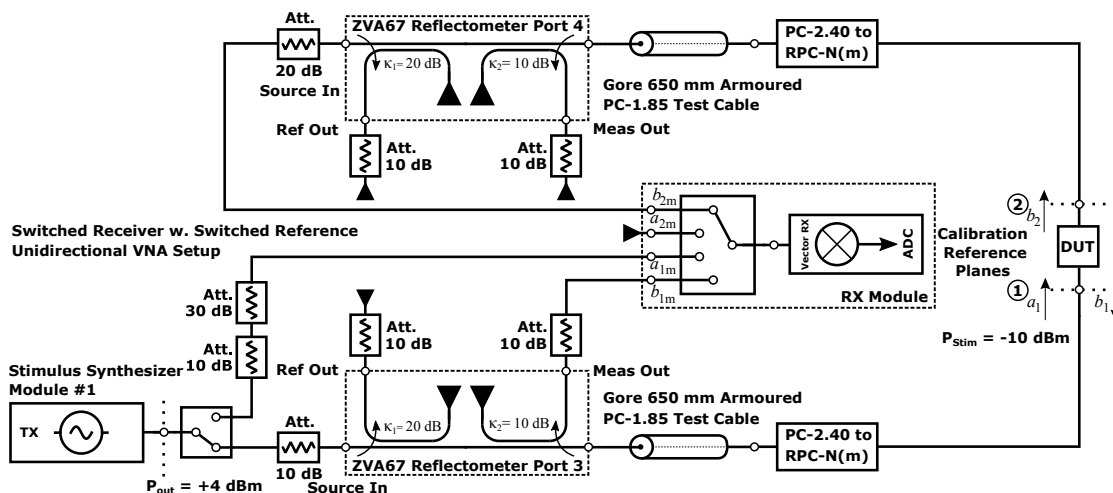 Att.
20 dB
Source In
ZVA67 Reflectometer Port 4
κ1= 20 dB
κ2= 10 dB
Ref Out
Meas Out
Att.
10 dB
Att.
10 dB
Gore 650 mm Armoured
PC-1.85 Test Cable
PC-2.40 to
RPC-N(m)
Switched Receiver w. Switched Reference
Unidirectional VNA Setup
b2m
a2m
a1m
b1m
Vector RX
ADC
RX Module
Calibration
Reference
Planes
2
b2
DUT
1
a1
b1
PStim = -10 dBm
Att.
30 dB
Att.
10 dB
Att.
10 dB
Att.
10 dB
Ref Out
Meas Out
Stimulus Synthesizer
Module #1
TX
Pout = +4 dBm
Att.
10 dB
Source In
κ1= 20 dB
κ2= 10 dB
ZVA67 Reflectometer Port 3
Gore 650 mm Armoured
PC-1.85 Test Cable
PC-2.40 to
RPC-N(m)